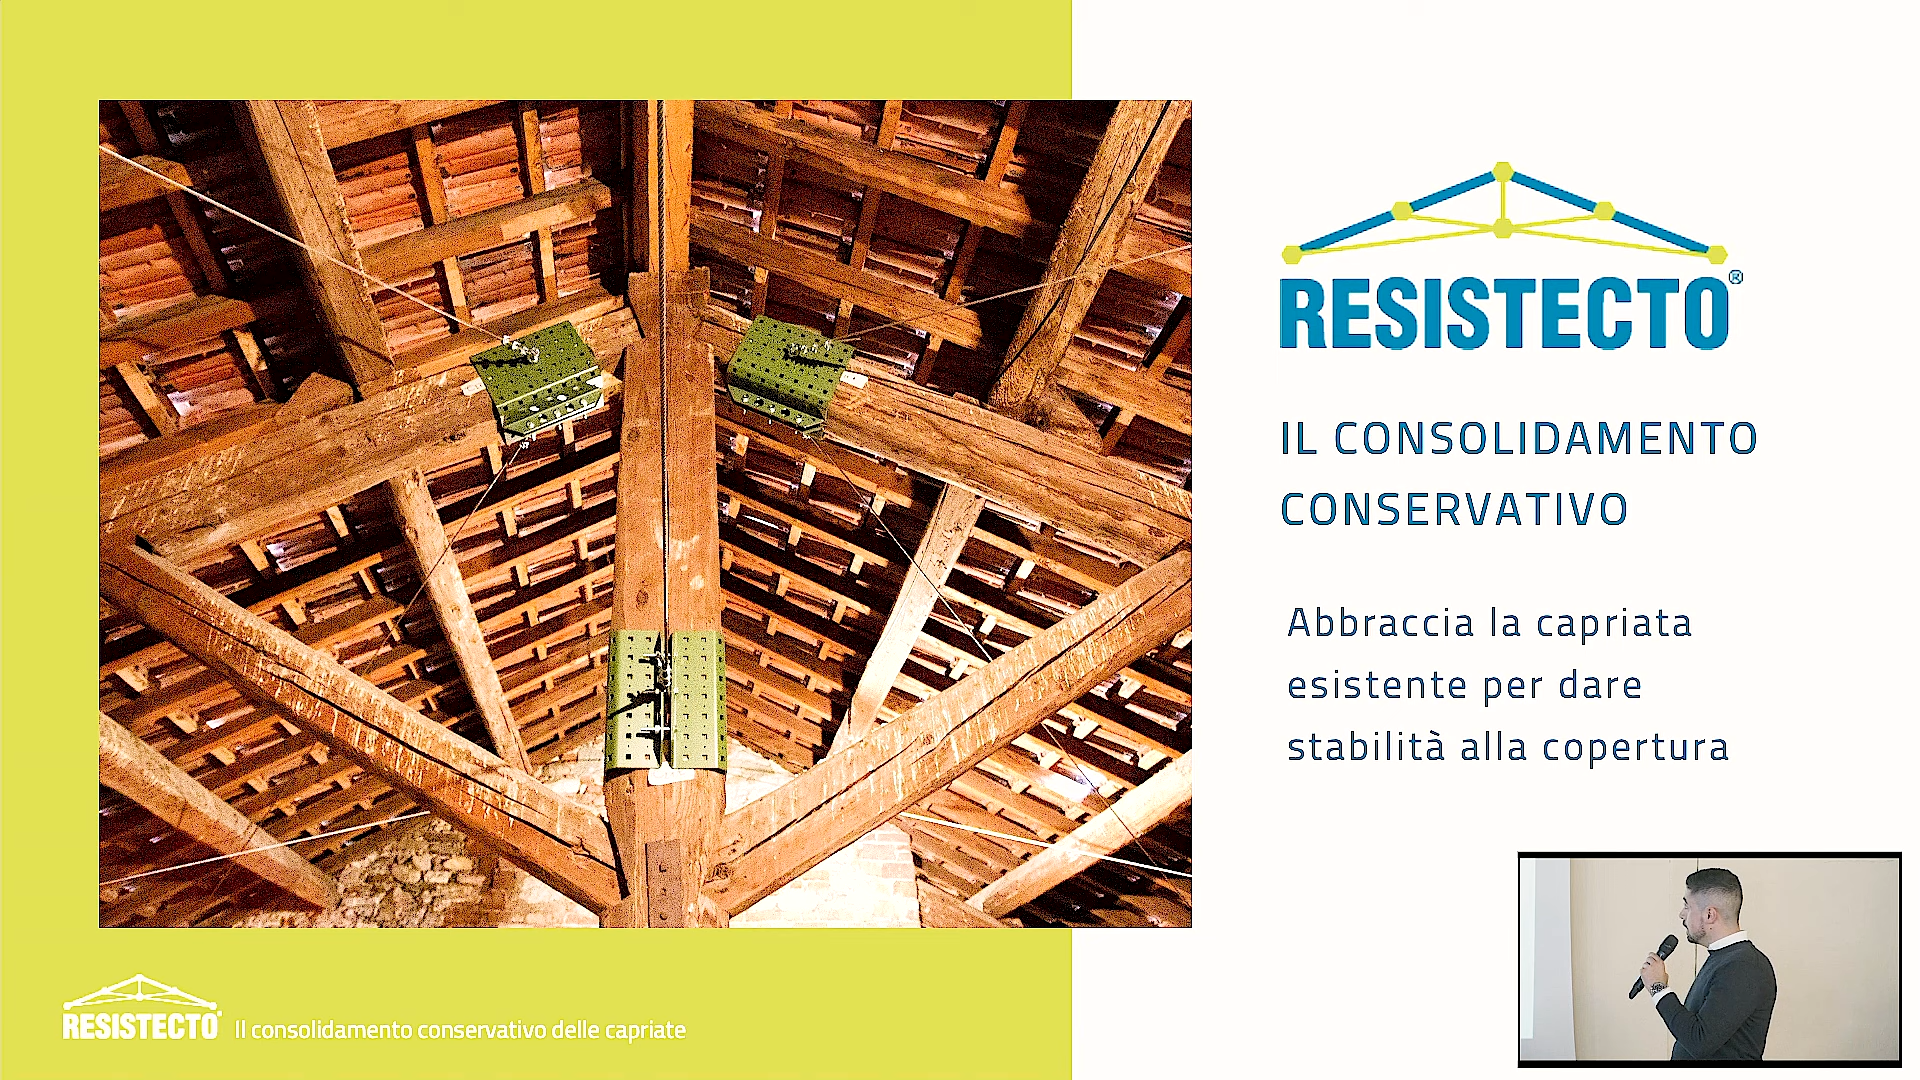 RESISTECTO®
IL CONSOLIDAMENTO
CONSERVATIVO
Abbraccia la capriata
esistente per dare
stabilità alla copertura
RESISTECTO Il consolidamento conservativo delle capriate